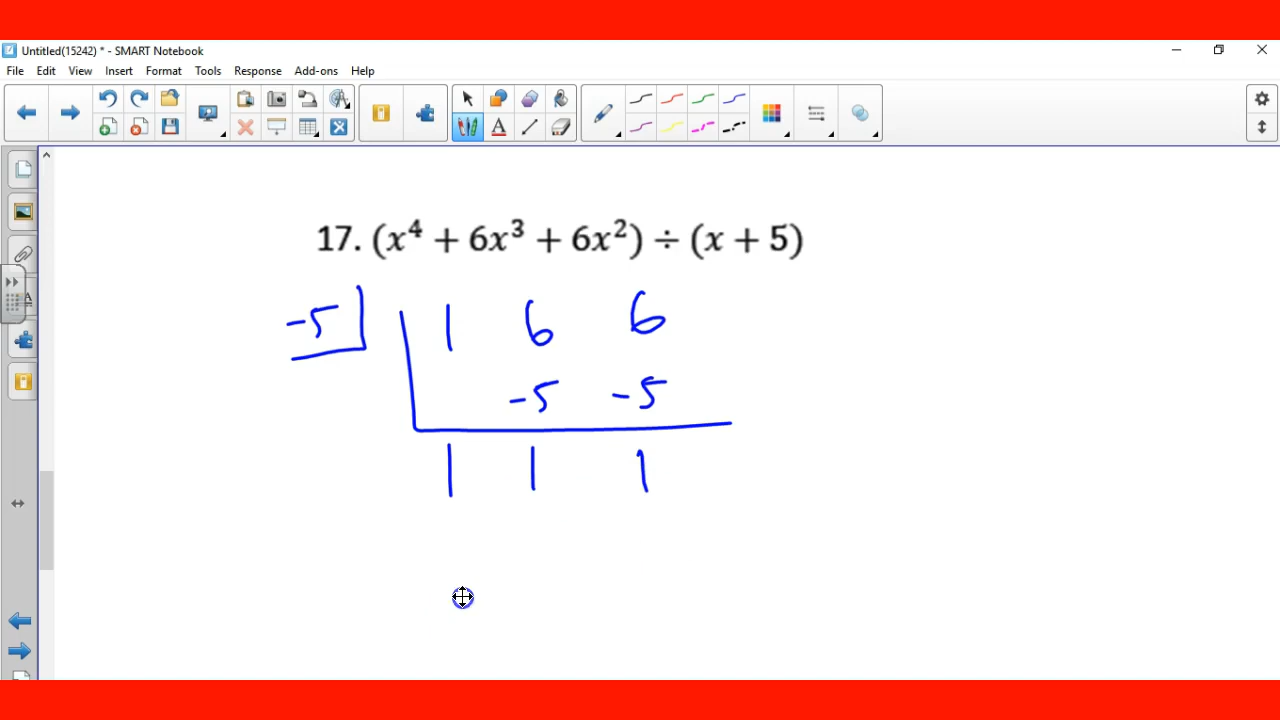 Untitled(15242) * - SMART Notebook
File Edit View Insert Format Tools Response Add-ons Help
17. (x⁴ + 6x³ + 6x²) ÷ (x + 5)
-5 1 6 6
-5 -5
1 1 1